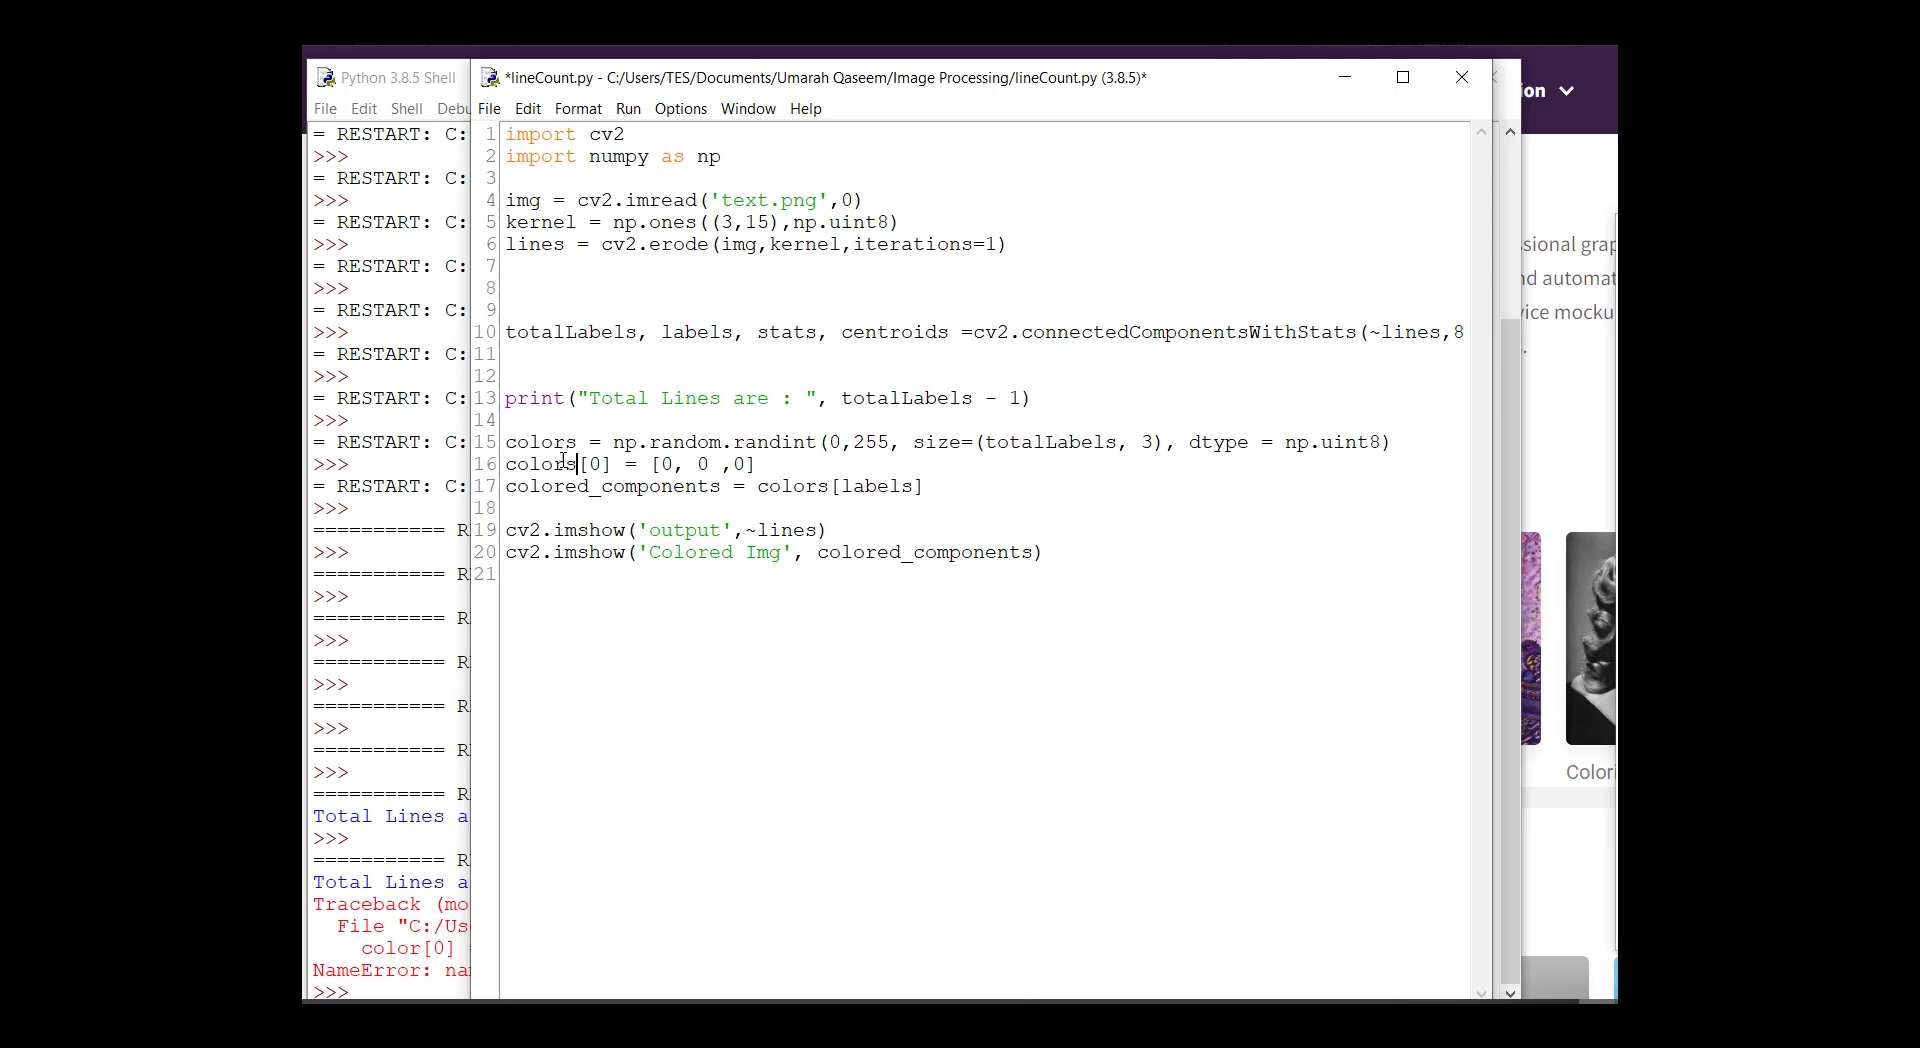 Python 3.8.5 Shell
File Edit Shell Debu
= RESTART: C:
>>>
= RESTART: C:
>>>
= RESTART: C:
>>>
= RESTART: C:
>>>
= RESTART: C:
>>>
= RESTART: C:
>>>
= RESTART: C:
>>>
= RESTART: C:
>>>
= RESTART: C:
>>>
=========== R
>>>
=========== R
>>>
=========== R
>>>
=========== R
>>>
=========== R
>>>
=========== R
>>>
=========== R
Total Lines a
>>>
=========== R
Total Lines a
Traceback (mo
File "C:/Us
color[0] =
NameError: na
>>>
*lineCount.py - C:/Users/TES/Documents/Umarah Qaseem/Image Processing/lineCount.py (3.8.5)*
File Edit Format Run Options Window Help
1 import cv2
2 import numpy as np
3
4 img = cv2.imread('text.png',0)
5 kernel = np.ones((3,15),np.uint8)
6 lines = cv2.erode(img,kernel,iterations=1)
7
8
9
10 totalLabels, labels, stats, centroids =cv2.connectedComponentsWithStats(~lines,8
11
12
13 print("Total Lines are : ", totalLabels - 1)
14
15 colors = np.random.randint(0,255, size=(totalLabels, 3), dtype = np.uint8)
16 colors[0] = [0, 0 ,0]
17 colored_components = colors[labels]
18
19 cv2.imshow('output',~lines)
20 cv2.imshow('Colored Img', colored_components)
21
ion
sional grap
nd automat
vice mocku
.
Colori